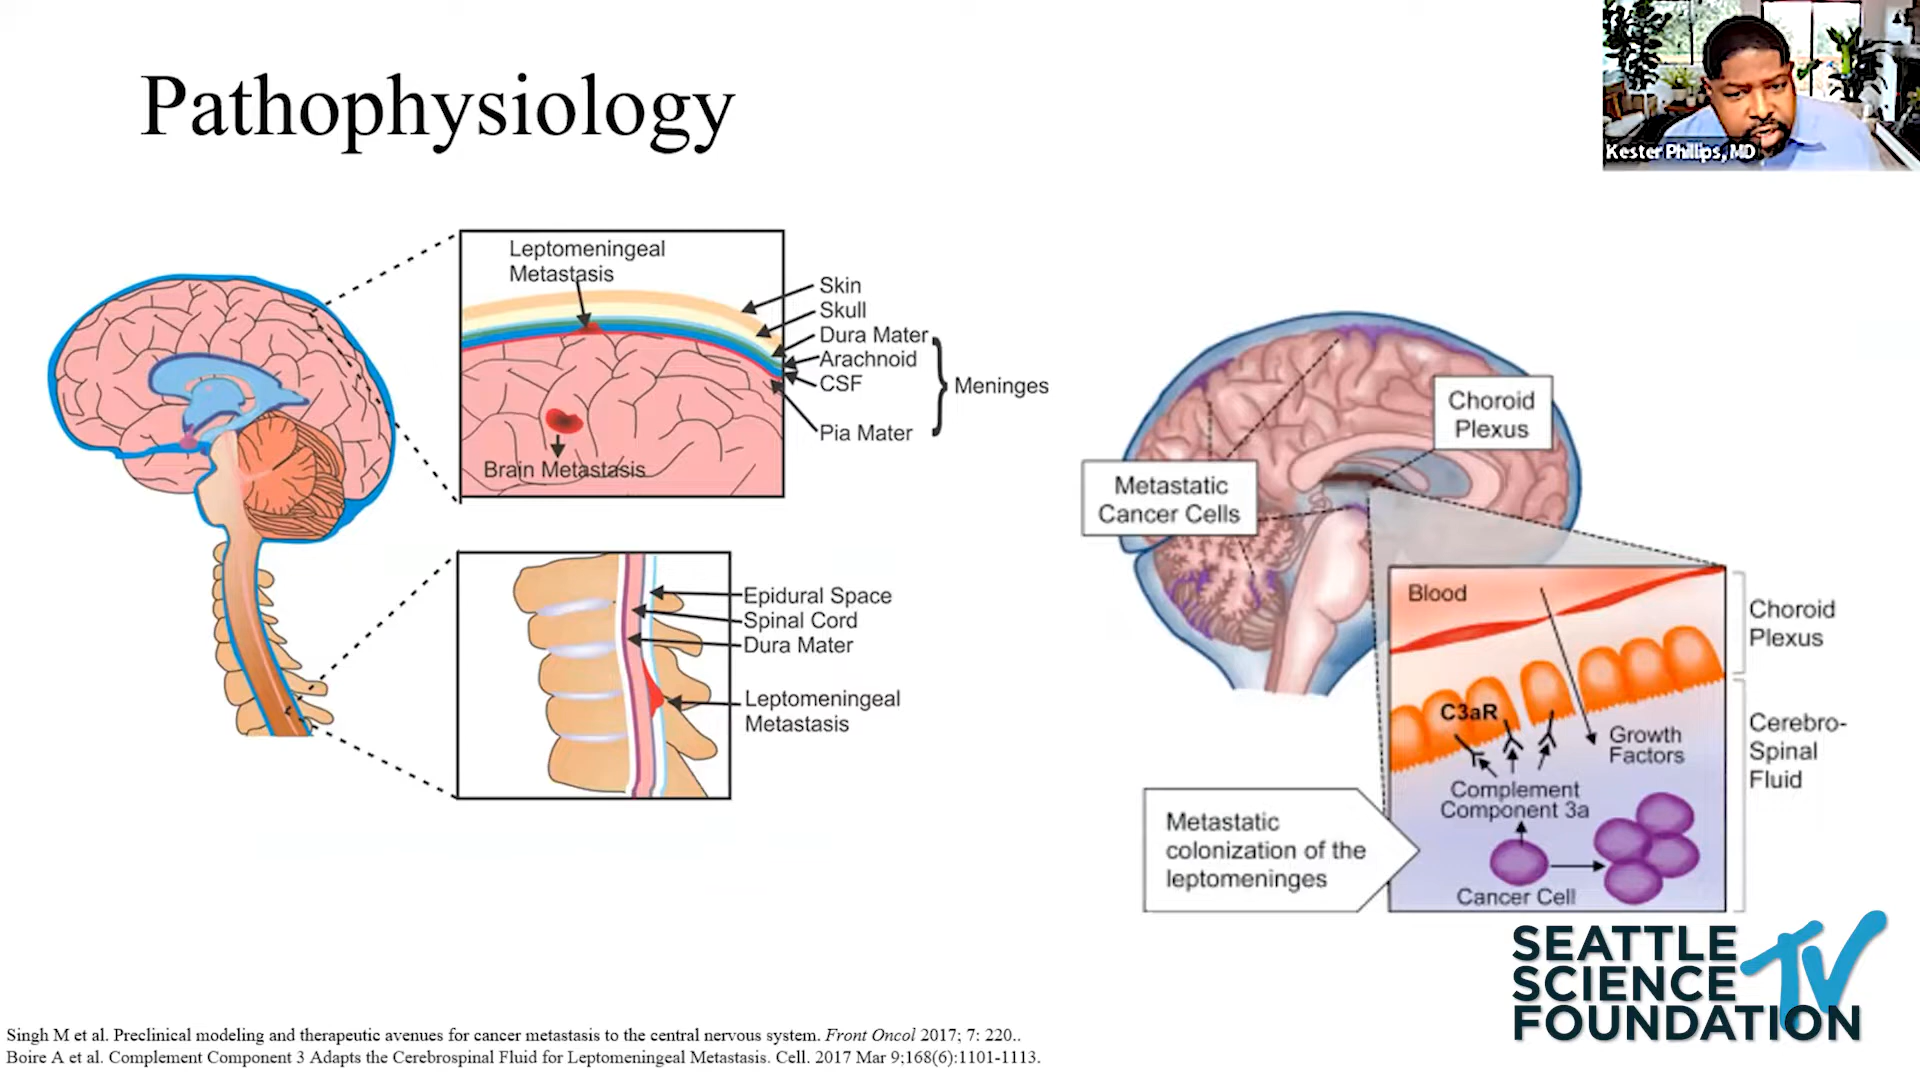 Pathophysiology
Kester Phillips, MD
Leptomeningeal
Metastasis
Brain Metastasis
Skin
Skull
Dura Mater
Arachnoid
CSF
Pia Mater
Meninges
Epidural Space
Spinal Cord
Dura Mater
Leptomeningeal
Metastasis
Choroid
Plexus
Metastatic
Cancer Cells
Blood
C3aR
Growth
Factors
Complement
Component 3a
Cancer Cell
Choroid
Plexus
Cerebro-
Spinal
Fluid
Metastatic
colonization of the
leptomeninges
SEATTLE
SCIENCE TV
FOUNDATION
Singh M et al. Preclinical modeling and therapeutic avenues for cancer metastasis to the central nervous system. Front Oncol 2017; 7: 220..
Boire A et al. Complement Component 3 Adapts the Cerebrospinal Fluid for Leptomeningeal Metastasis. Cell. 2017 Mar 9;168(6):1101-1113.